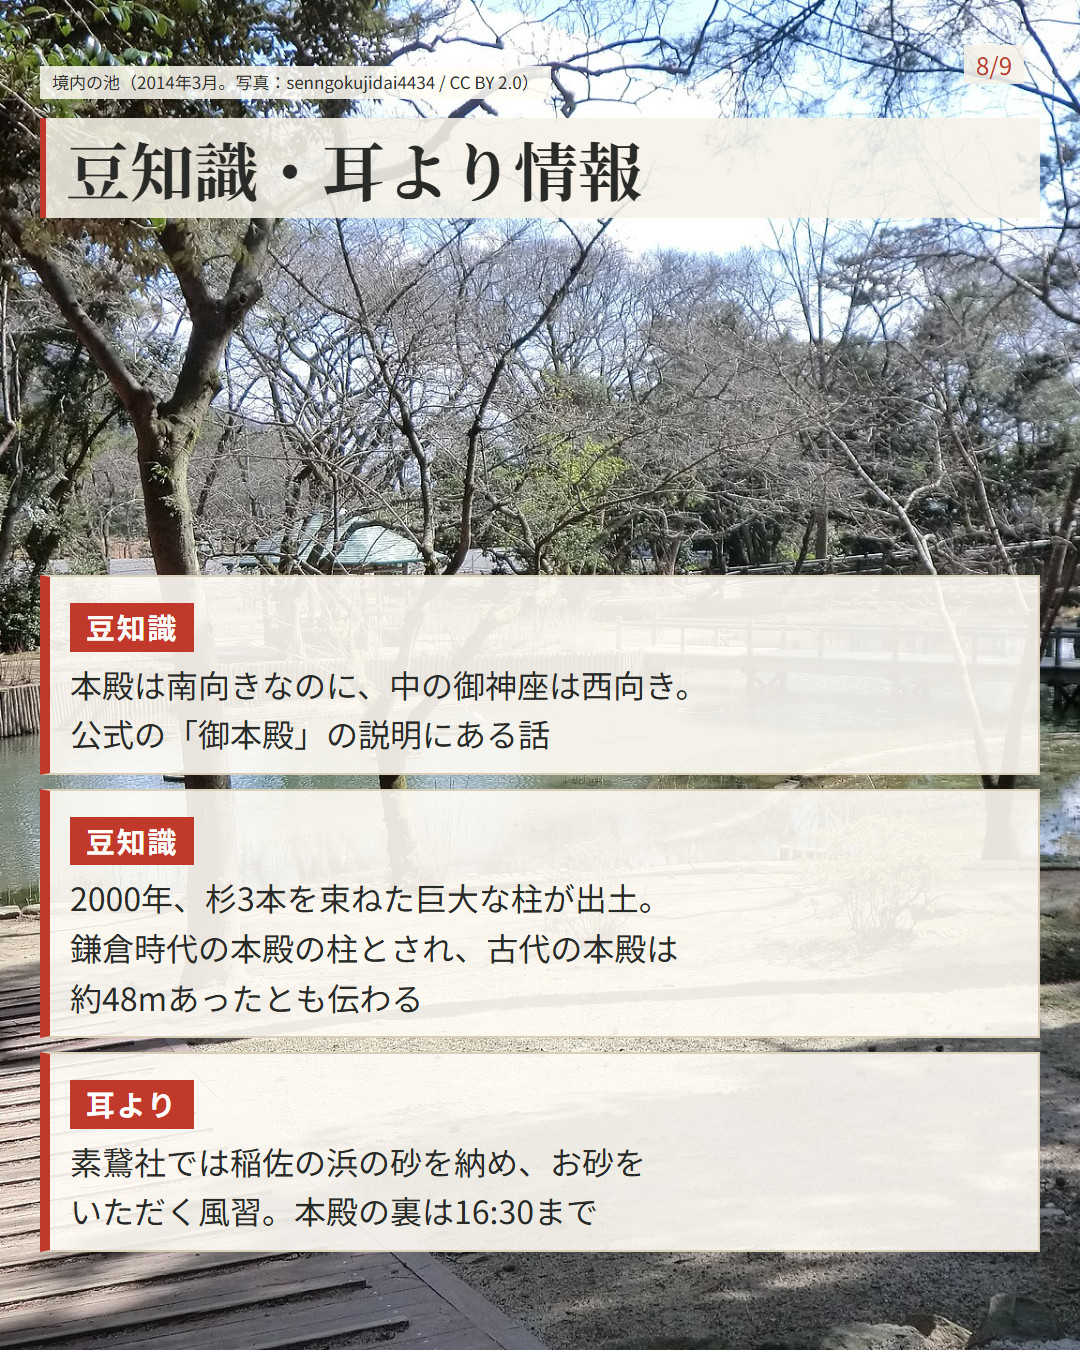 境内の池（2014年3月。写真：senngokujidai4434 / CC BY 2.0）
8/9
豆知識・耳より情報
豆知識
本殿は南向きなのに、中の御神座は西向き。
公式の「御本殿」の説明にある話
豆知識
2000年、杉3本を束ねた巨大な柱が出土。
鎌倉時代の本殿の柱とされ、古代の本殿は
約48mあったとも伝わる
耳より
素鵞社では稲佐の浜の砂を納め、お砂を
いただく風習。本殿の裏は16:30まで